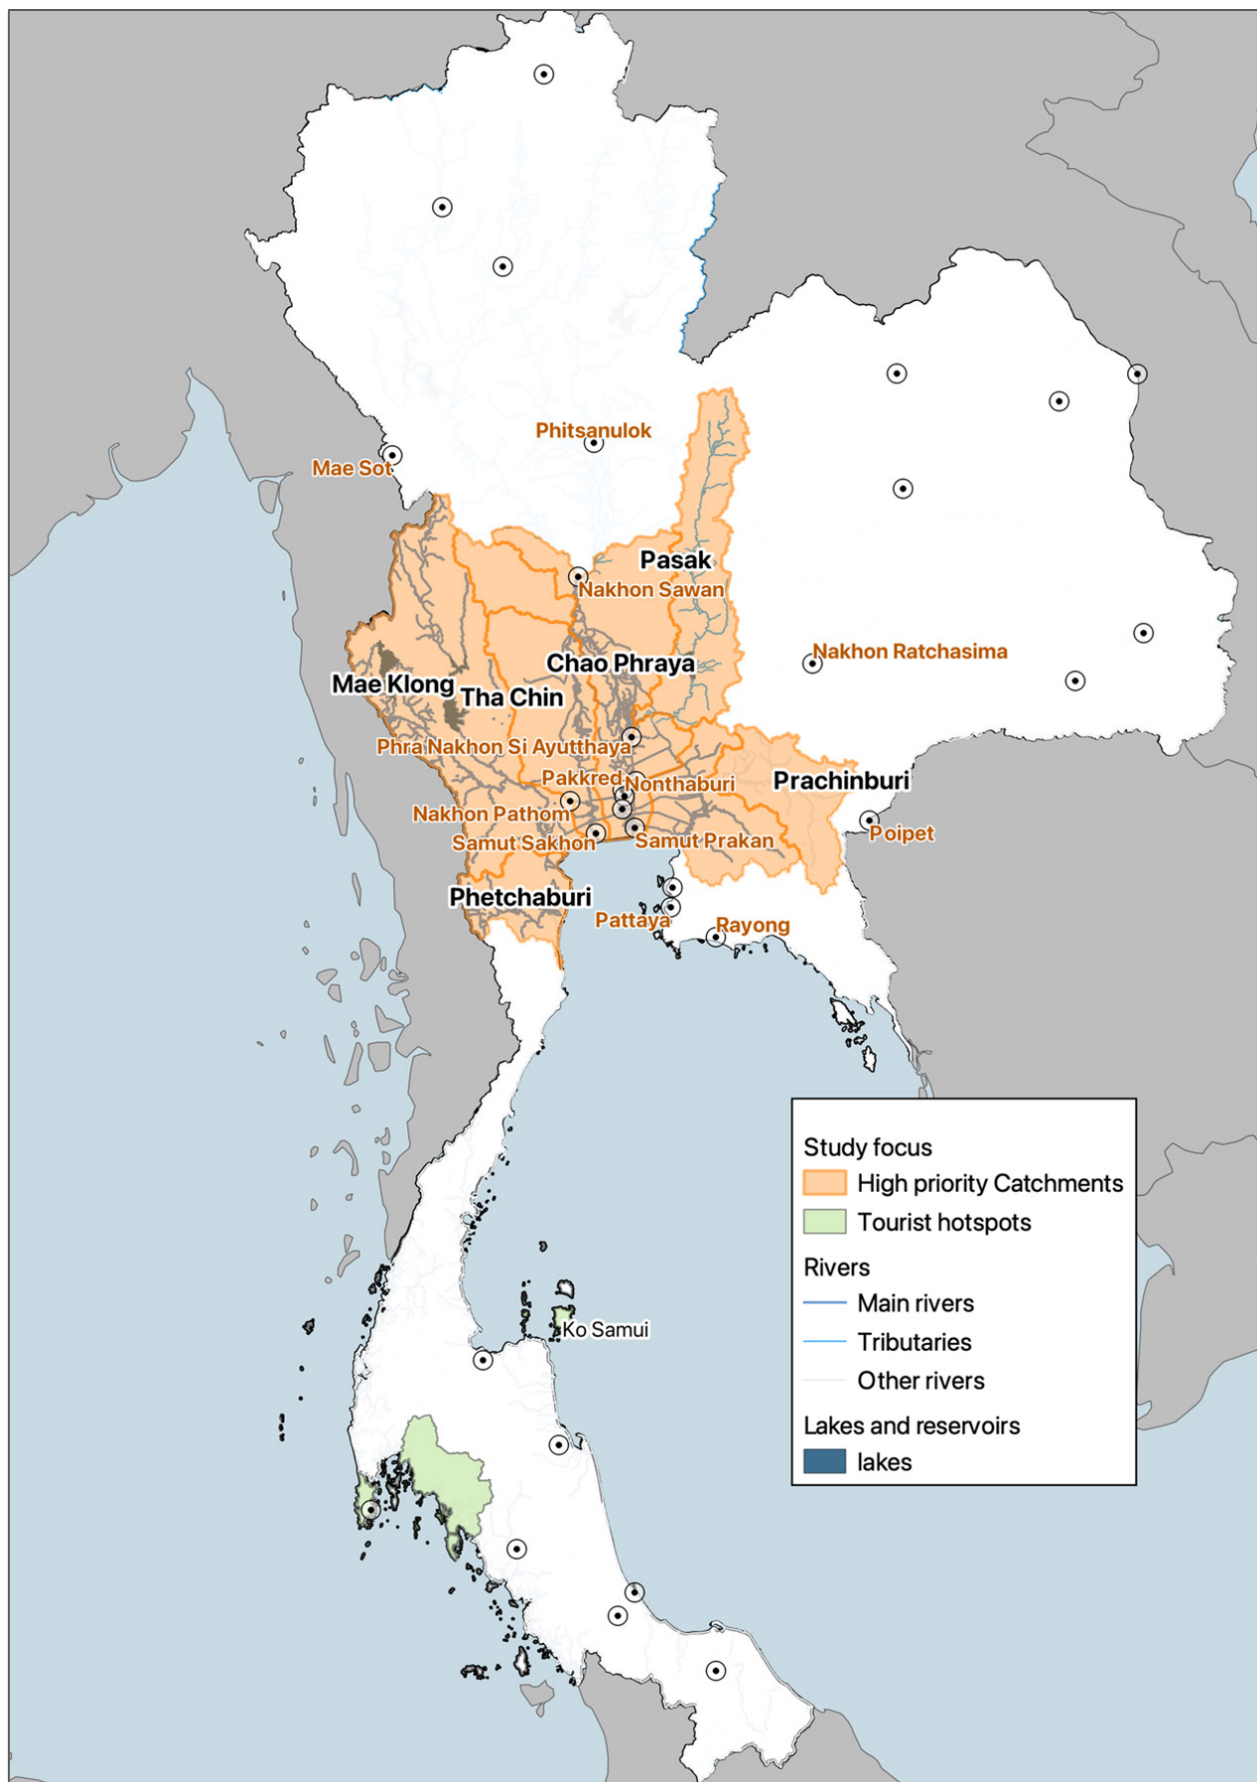 Phitsanulok
Mae Sot
Pasak
Nakhon Sawan
Nakhon Ratchasima
Chao Phraya
Mae Klong
Tha Chin
Phra Nakhon Si Ayutthaya
Prachinburi
Pakkred
Nonthaburi
Nakhon Pathom
Poipet
Samut Sakhon
Samut Prakan
Phetchaburi
Pattaya
Rayong
Study focus
High priority Catchments
Tourist hotspots
Rivers
Main rivers
Tributaries
Other rivers
Lakes and reservoirs
lakes
Ko Samui